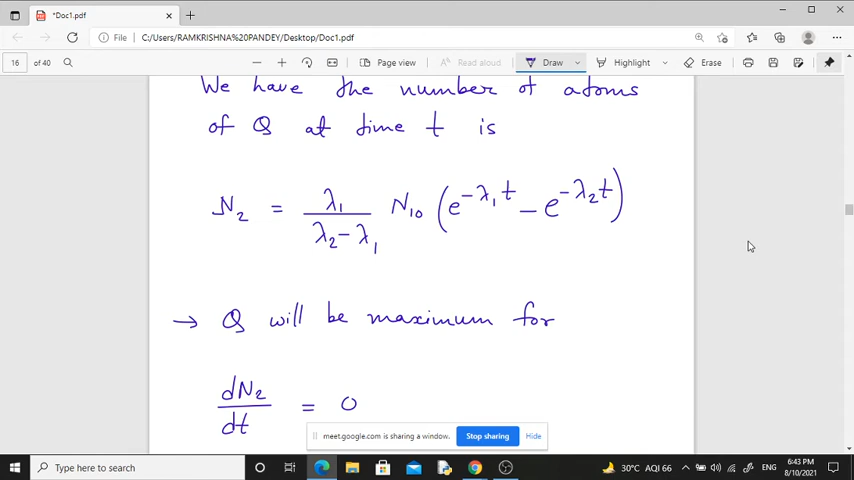 *Doc1.pdf
File C:/Users/RAMKRISHNA%20PANDEY/Desktop/Doc1.pdf
16 of 40 Page view Read aloud Draw Highlight Erase
We have the number of atoms
of Q at time t is
N₂ = λ₁/(λ₂ − λ₁) N₁₀ (e^(−λ₁t) − e^(−λ₂t))
→ Q will be maximum for
dN₂/dt = 0
meet.google.com is sharing a window. Stop sharing Hide
Type here to search
30°C AQI 66 ENG 6:43 PM
8/10/2021